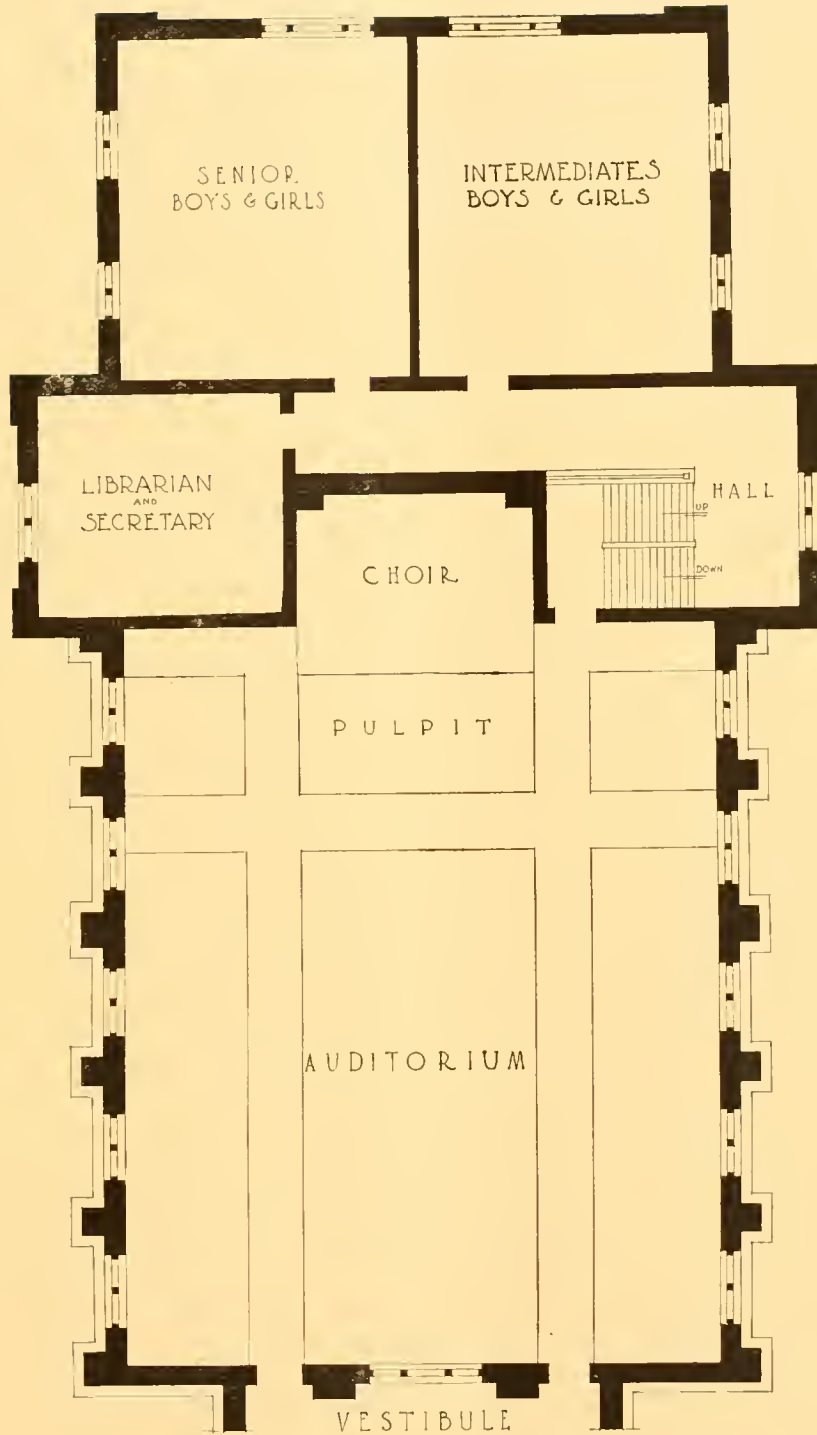 SENIOR
BOYS & GIRLS
INTERMEDIATES
BOYS & GIRLS
LIBRARIAN
AND
SECRETARY
HALL
UP
DOWN
CHOIR
PULPIT
AUDITORIUM
VESTIBULE